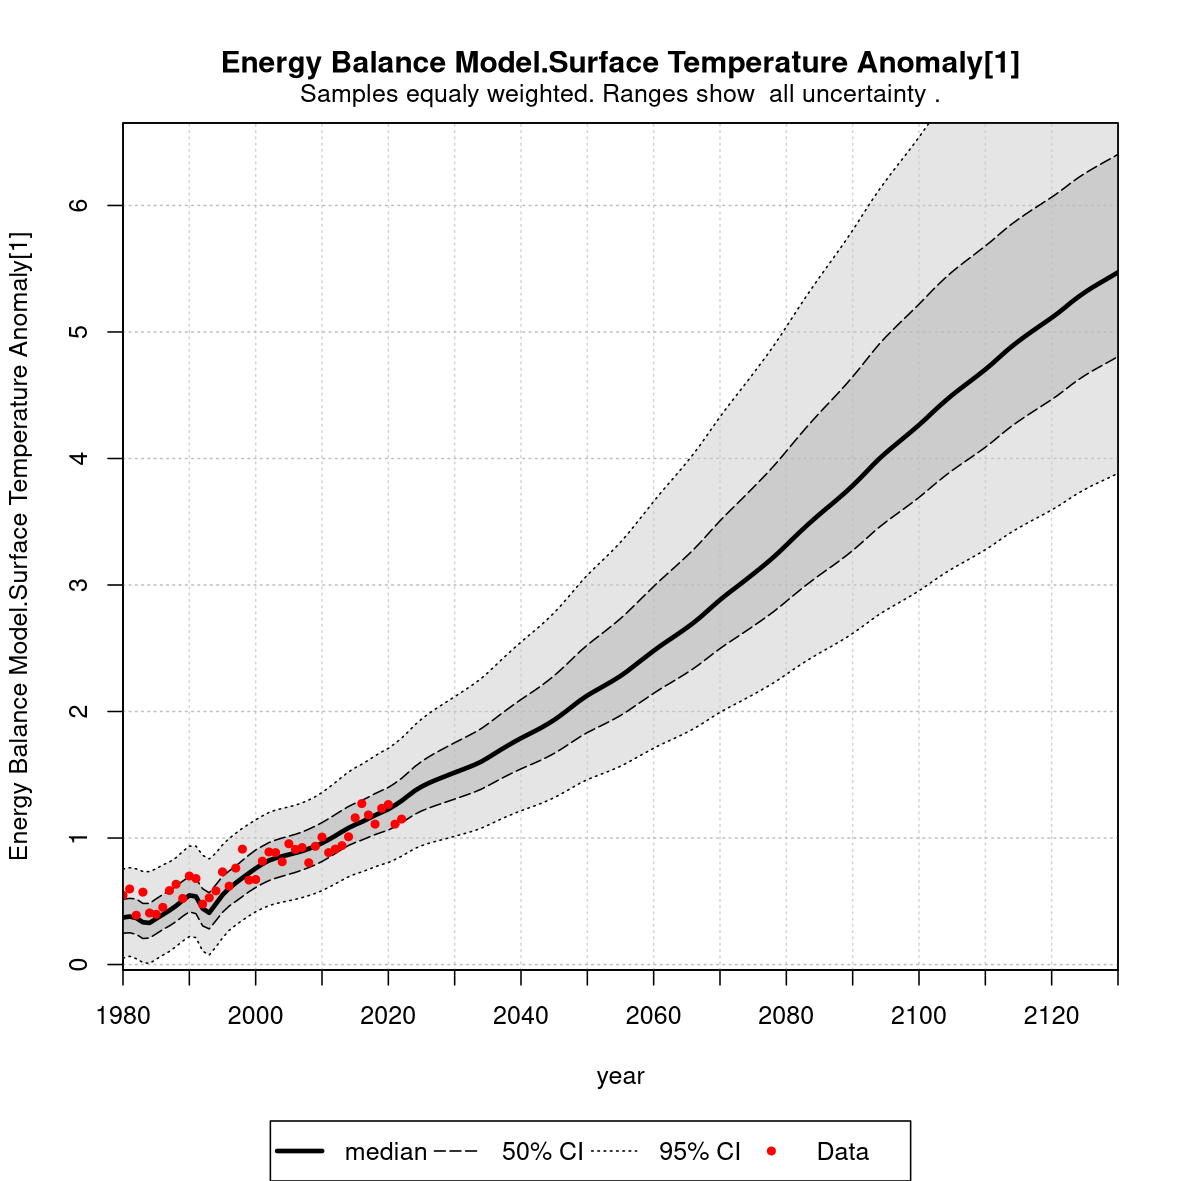 Energy Balance Model.Surface Temperature Anomaly[1]
Samples equaly weighted. Ranges show  all uncertainty .
Energy Balance Model.Surface Temperature Anomaly[1]
6
5
4
3
2
1
0
1980 2000 2020 2040 2060 2080 2100 2120
year
median 50% CI 95% CI Data